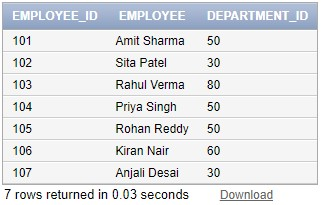 EMPLOYEE_ID EMPLOYEE DEPARTMENT_ID
101 Amit Sharma 50
102 Sita Patel 30
103 Rahul Verma 80
104 Priya Singh 50
105 Rohan Reddy 50
106 Kiran Nair 60
107 Anjali Desai 30
7 rows returned in 0.03 seconds Download